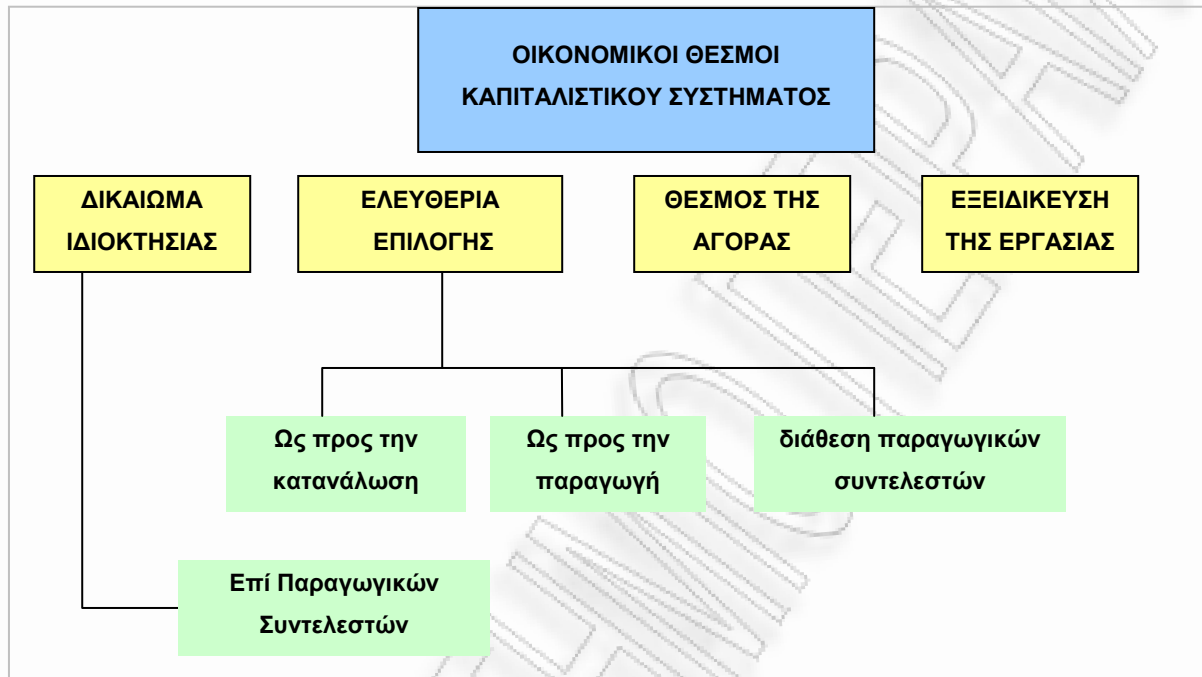 ΟΙΚΟΝΟΜΙΚΟΙ ΘΕΣΜΟΙ
ΚΑΠΙΤΑΛΙΣΤΙΚΟΥ ΣΥΣΤΗΜΑΤΟΣ
ΔΙΚΑΙΩΜΑ
ΙΔΙΟΚΤΗΣΙΑΣ
ΕΛΕΥΘΕΡΙΑ
ΕΠΙΛΟΓΗΣ
ΘΕΣΜΟΣ ΤΗΣ
ΑΓΟΡΑΣ
ΕΞΕΙΔΙΚΕΥΣΗ
ΤΗΣ ΕΡΓΑΣΙΑΣ
Ως προς την
κατανάλωση
Ως προς την
παραγωγή
διάθεση παραγωγικών
συντελεστών
Επί Παραγωγικών
Συντελεστών